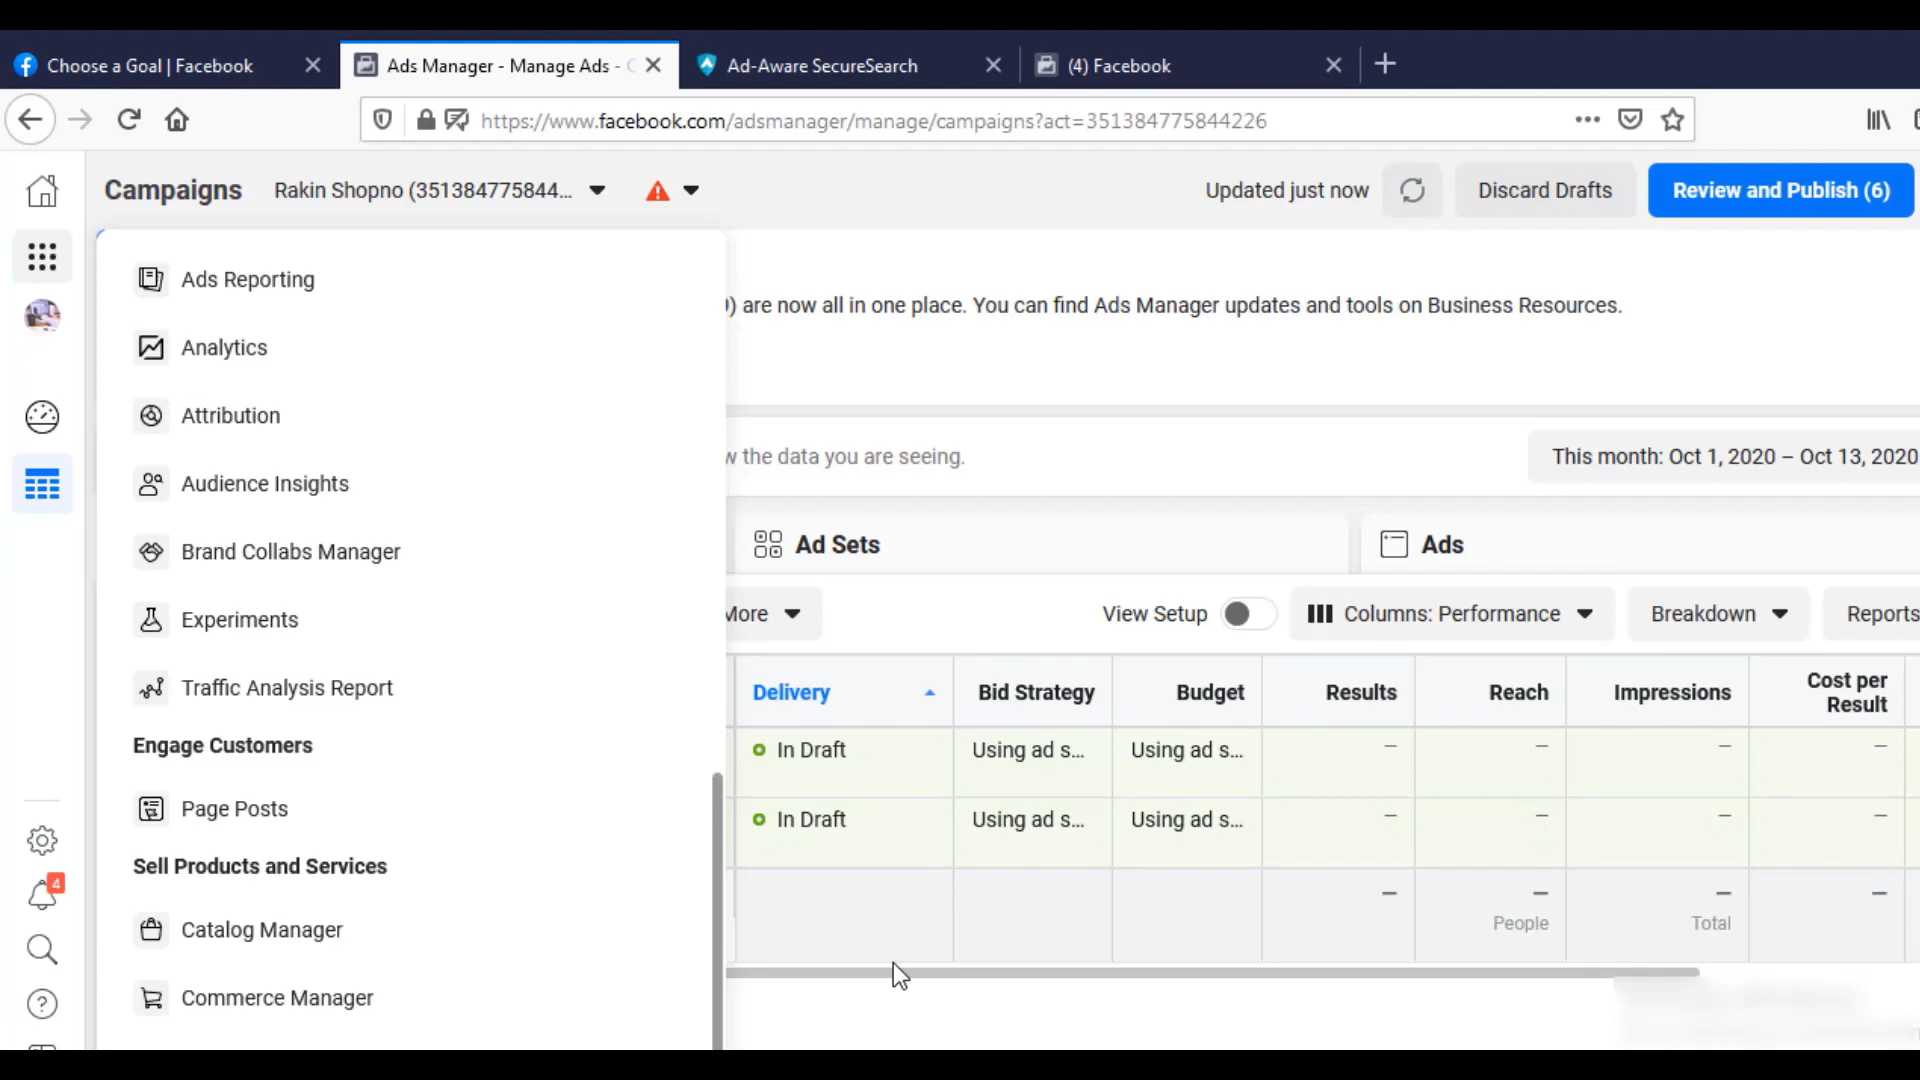 Choose a Goal | Facebook
Ads Manager - Manage Ads -
Ad-Aware SecureSearch
(4) Facebook
https://www.facebook.com/adsmanager/manage/campaigns?act=351384775844226
Campaigns
Rakin Shopno (351384775844...
Updated just now
Discard Drafts
Review and Publish (6)
Ads Reporting
Analytics
Attribution
Audience Insights
Brand Collabs Manager
Experiments
Traffic Analysis Report
Engage Customers
Page Posts
Sell Products and Services
Catalog Manager
Commerce Manager
4
) are now all in one place. You can find Ads Manager updates and tools on Business Resources.
w the data you are seeing.
This month: Oct 1, 2020 – Oct 13, 2020
Ad Sets
Ads
More
View Setup
Columns: Performance
Breakdown
Reports
Delivery
Bid Strategy
Budget
Results
Reach
Impressions
Cost per
Result
In Draft
Using ad s...
Using ad s...
–
–
–
–
In Draft
Using ad s...
Using ad s...
–
–
–
–
–
–
–
–
People
Total